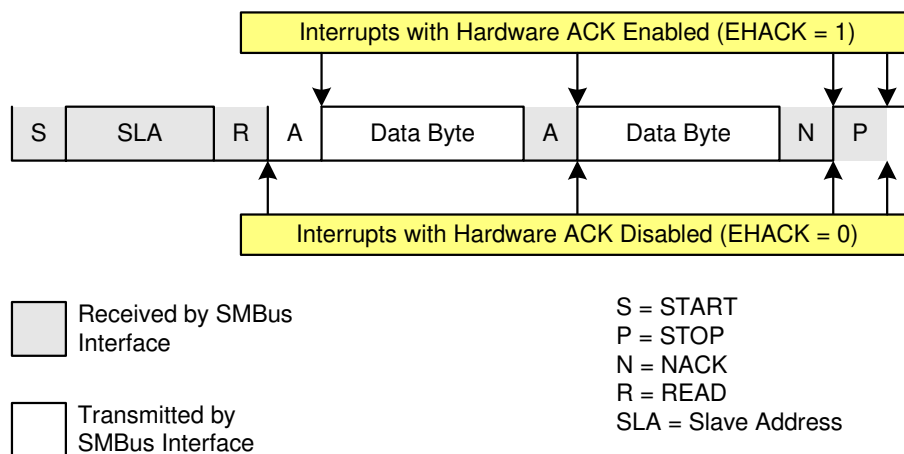 Interrupts with Hardware ACK Enabled (EHACK = 1)
S SLA R A Data Byte A Data Byte N P
Interrupts with Hardware ACK Disabled (EHACK = 0)
Received by SMBus
Interface
Transmitted by
SMBus Interface
S = START
P = STOP
N = NACK
R = READ
SLA = Slave Address